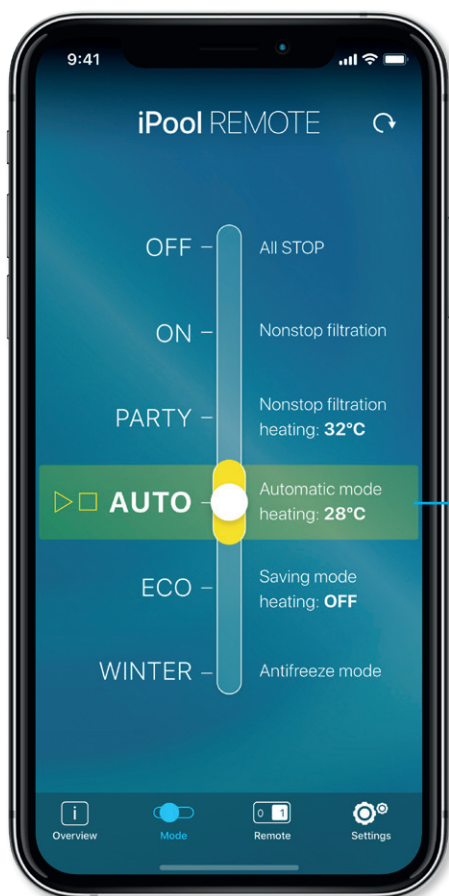 9:41
iPool REMOTE
OFF – All STOP
ON – Nonstop filtration
PARTY – Nonstop filtration
heating: 32°C
AUTO – Automatic mode
heating: 28°C
ECO – Saving mode
heating: OFF
WINTER – Antifreeze mode
i
0 1
Overview Mode Remote Settings